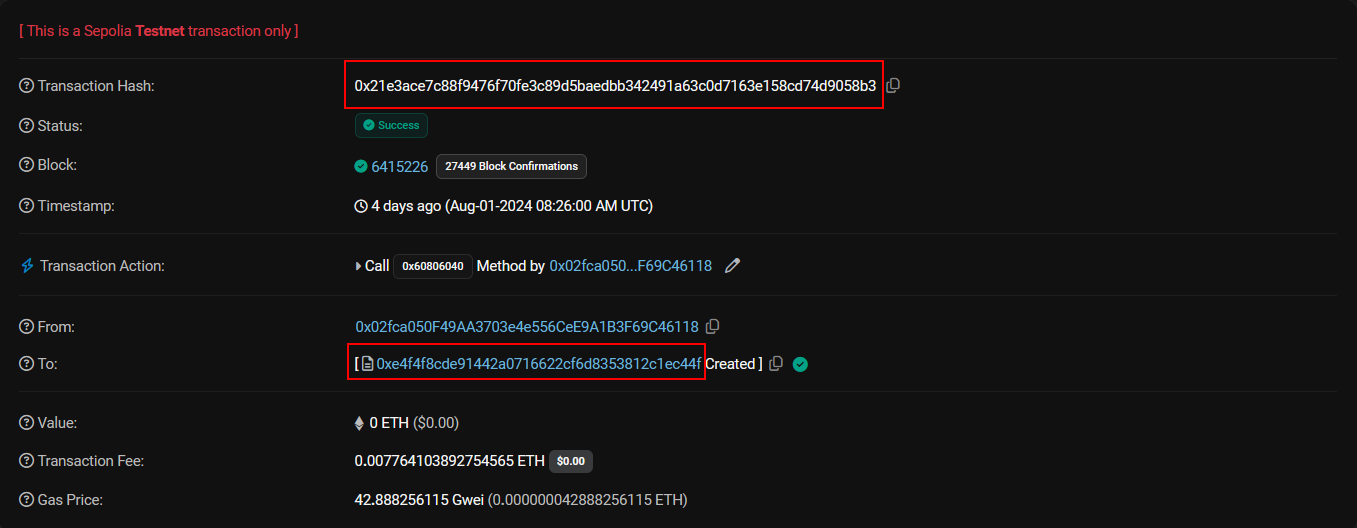 [ This is a Sepolia Testnet transaction only ]
Transaction Hash: 0x21e3ace7c88f9476f70fe3c89d5baedbb342491a63c0d7163e158cd74d9058b3
Status: Success
Block: 6415226 27449 Block Confirmations
Timestamp: 4 days ago (Aug-01-2024 08:26:00 AM UTC)
Transaction Action: Call 0x60806040 Method by 0x02fca050...F69C46118
From: 0x02fca050F49AA3703e4e556CeE9A1B3F69C46118
To: [ 0xe4f4f8cde91442a0716622cf6d8353812c1ec44f Created ]
Value: 0 ETH ($0.00)
Transaction Fee: 0.007764103892754565 ETH $0.00
Gas Price: 42.888256115 Gwei (0.000000042888256115 ETH)